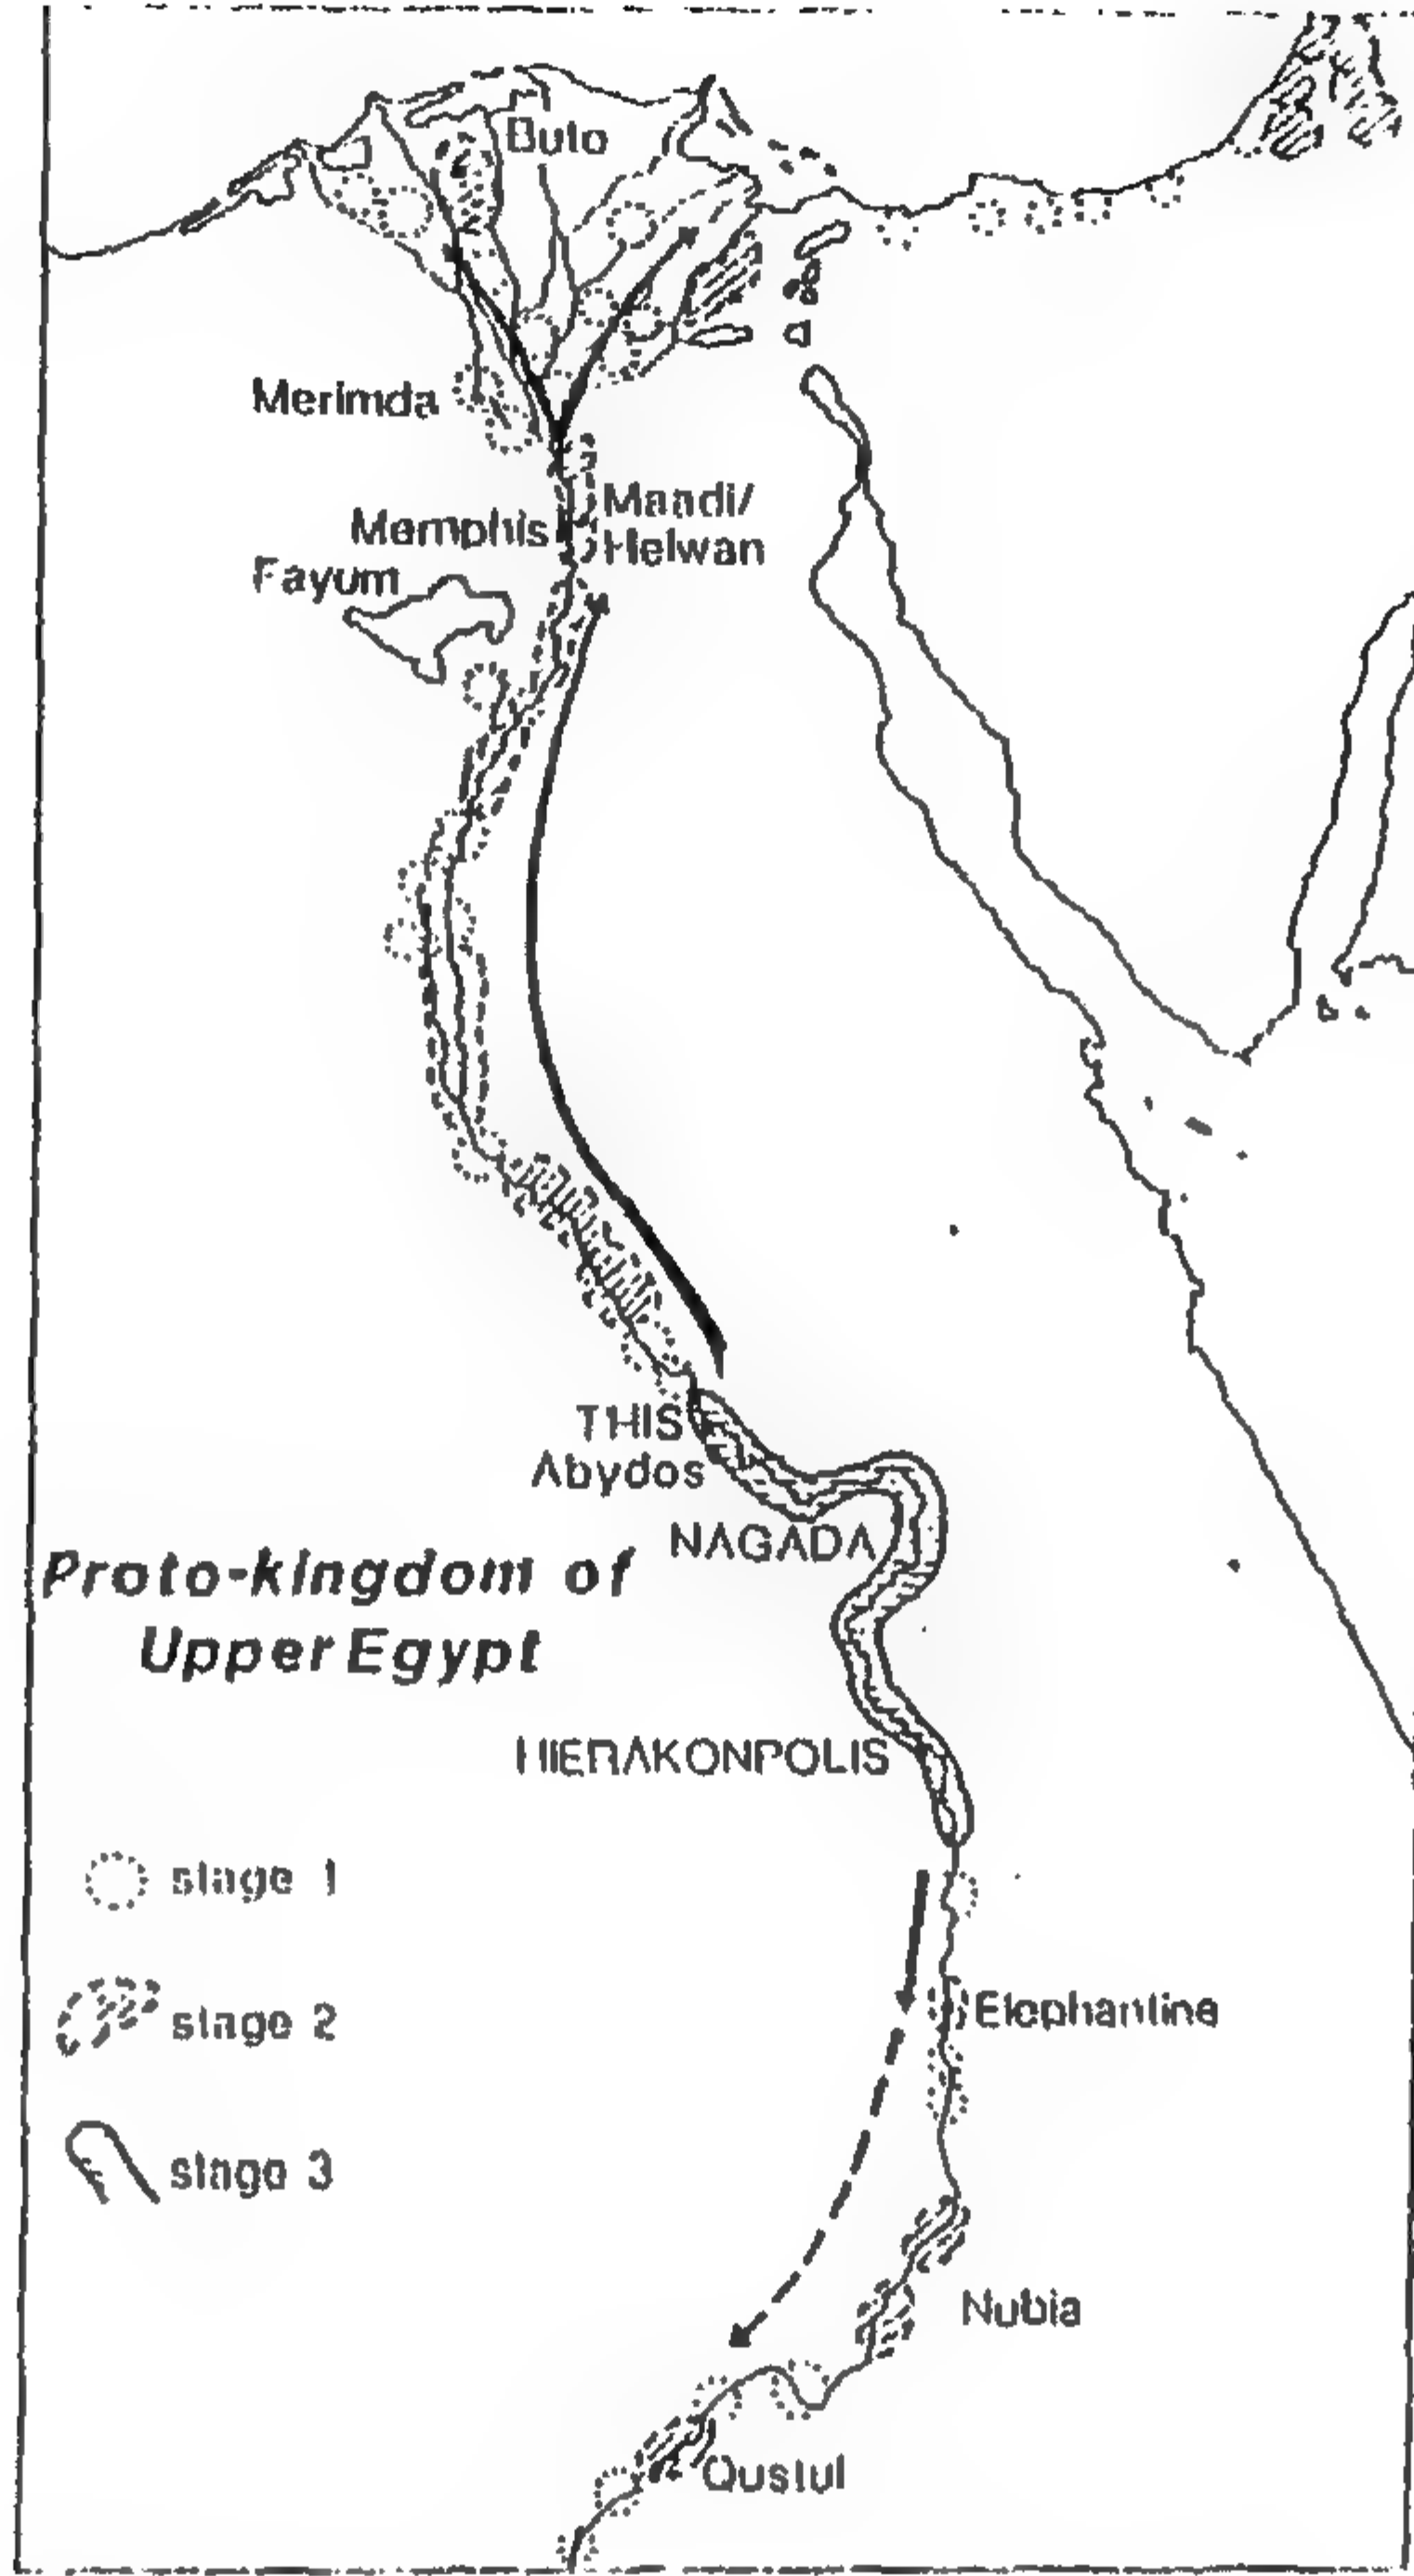 Buto
Merimda
Maadi/
Helwan
Memphis
Fayum
THIS
Abydos
NAGADA
Proto-kingdom of
Upper Egypt
HIERAKONPOLIS
stage 1
stage 2
stage 3
Elephantine
Nubia
Qustul